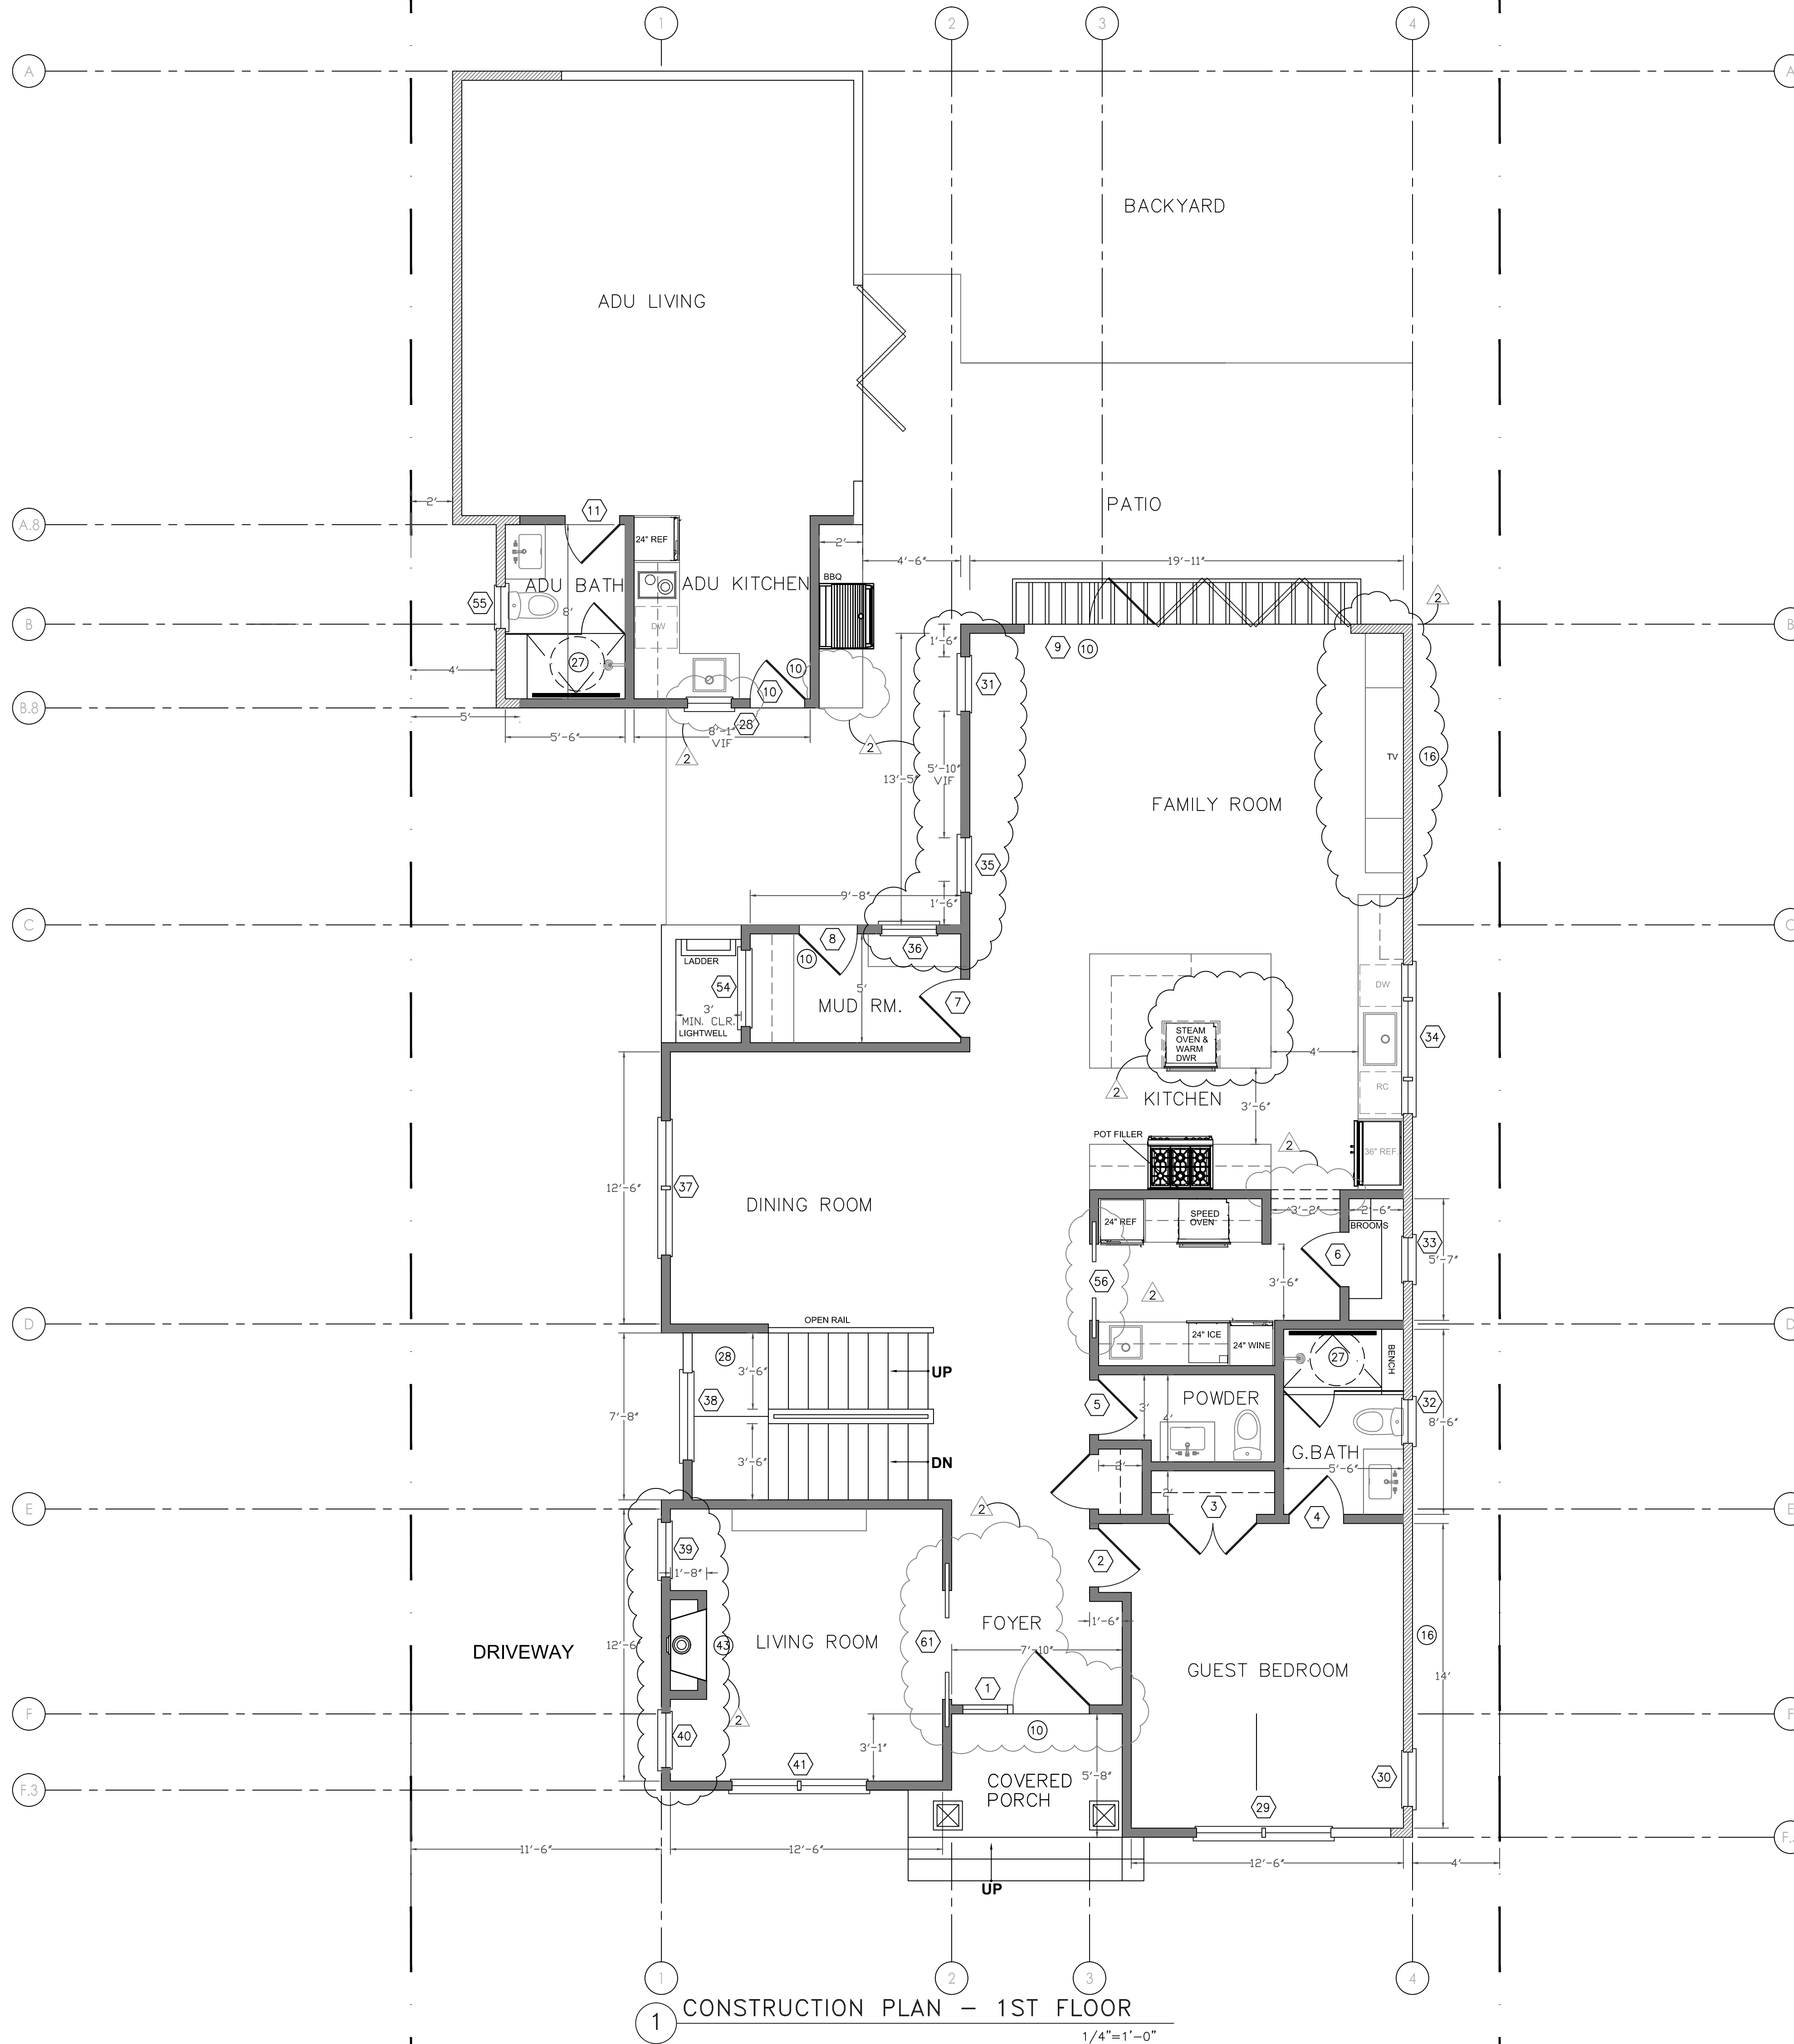 1 2 3 4
A A
BACKYARD
ADU LIVING
2'
PATIO
A.8
11
24" REF
2'
4'-6"
19'-11"
ADU BATH
ADU KITCHEN
BBQ
55
8'
DW
2
B B
1'-6"
9 10
4'
27
10
31
10
B.8
5'
28
5'-6"
8'-1"
VIF
2
2
13'-5"
5'-10"
VIF
TV
16
FAMILY ROOM
35
9'-8"
1'-6"
C C
8
36
LADDER
10
54
5'
7
DW
3'
MIN. CLR.
LIGHTWELL
MUD RM.
STEAM
OVEN &
WARM
DWR
34
4'
RC
2
KITCHEN
3'-6"
POT FILLER
2
36" REF.
12'-6"
37
DINING ROOM
3'-2"
2'-6"
24" REF
SPEED
OVEN
BROOMS
33
6
5'-7"
56
3'-6"
2
OPEN RAIL
D D
24" ICE
24" WINE
28
27
BENCH
3'-6"
UP
38
5
3'
4'
POWDER
32
7'-8"
8'-6"
G.BATH
3'-6"
DN
2'
5'-6"
2'
E E
2
3
4
39
2
1'-8"
FOYER
1'-6"
DRIVEWAY
12'-6"
43
LIVING ROOM
61
7'-10"
16
GUEST BEDROOM
14'
1
F F
2
10
40
3'-1"
41
5'-8"
30
F.3
COVERED
PORCH
29
F.
11'-6"
12'-6"
12'-6"
4'
UP
1 2 3 4
1
CONSTRUCTION PLAN - 1ST FLOOR
1/4"=1'-0"